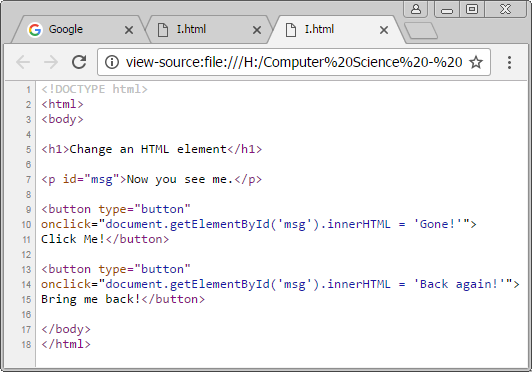 Google
I.html
I.html
view-source:file:///H:/Computer%20Science%20-%20
1 <!DOCTYPE html>
2 <html>
3 <body>
4
5 <h1>Change an HTML element</h1>
6
7 <p id="msg">Now you see me.</p>
8
9 <button type="button"
10 onclick="document.getElementById('msg').innerHTML = 'Gone!'">
11 Click Me!</button>
12
13 <button type="button"
14 onclick="document.getElementById('msg').innerHTML = 'Back again!'">
15 Bring me back!</button>
16
17 </body>
18 </html>